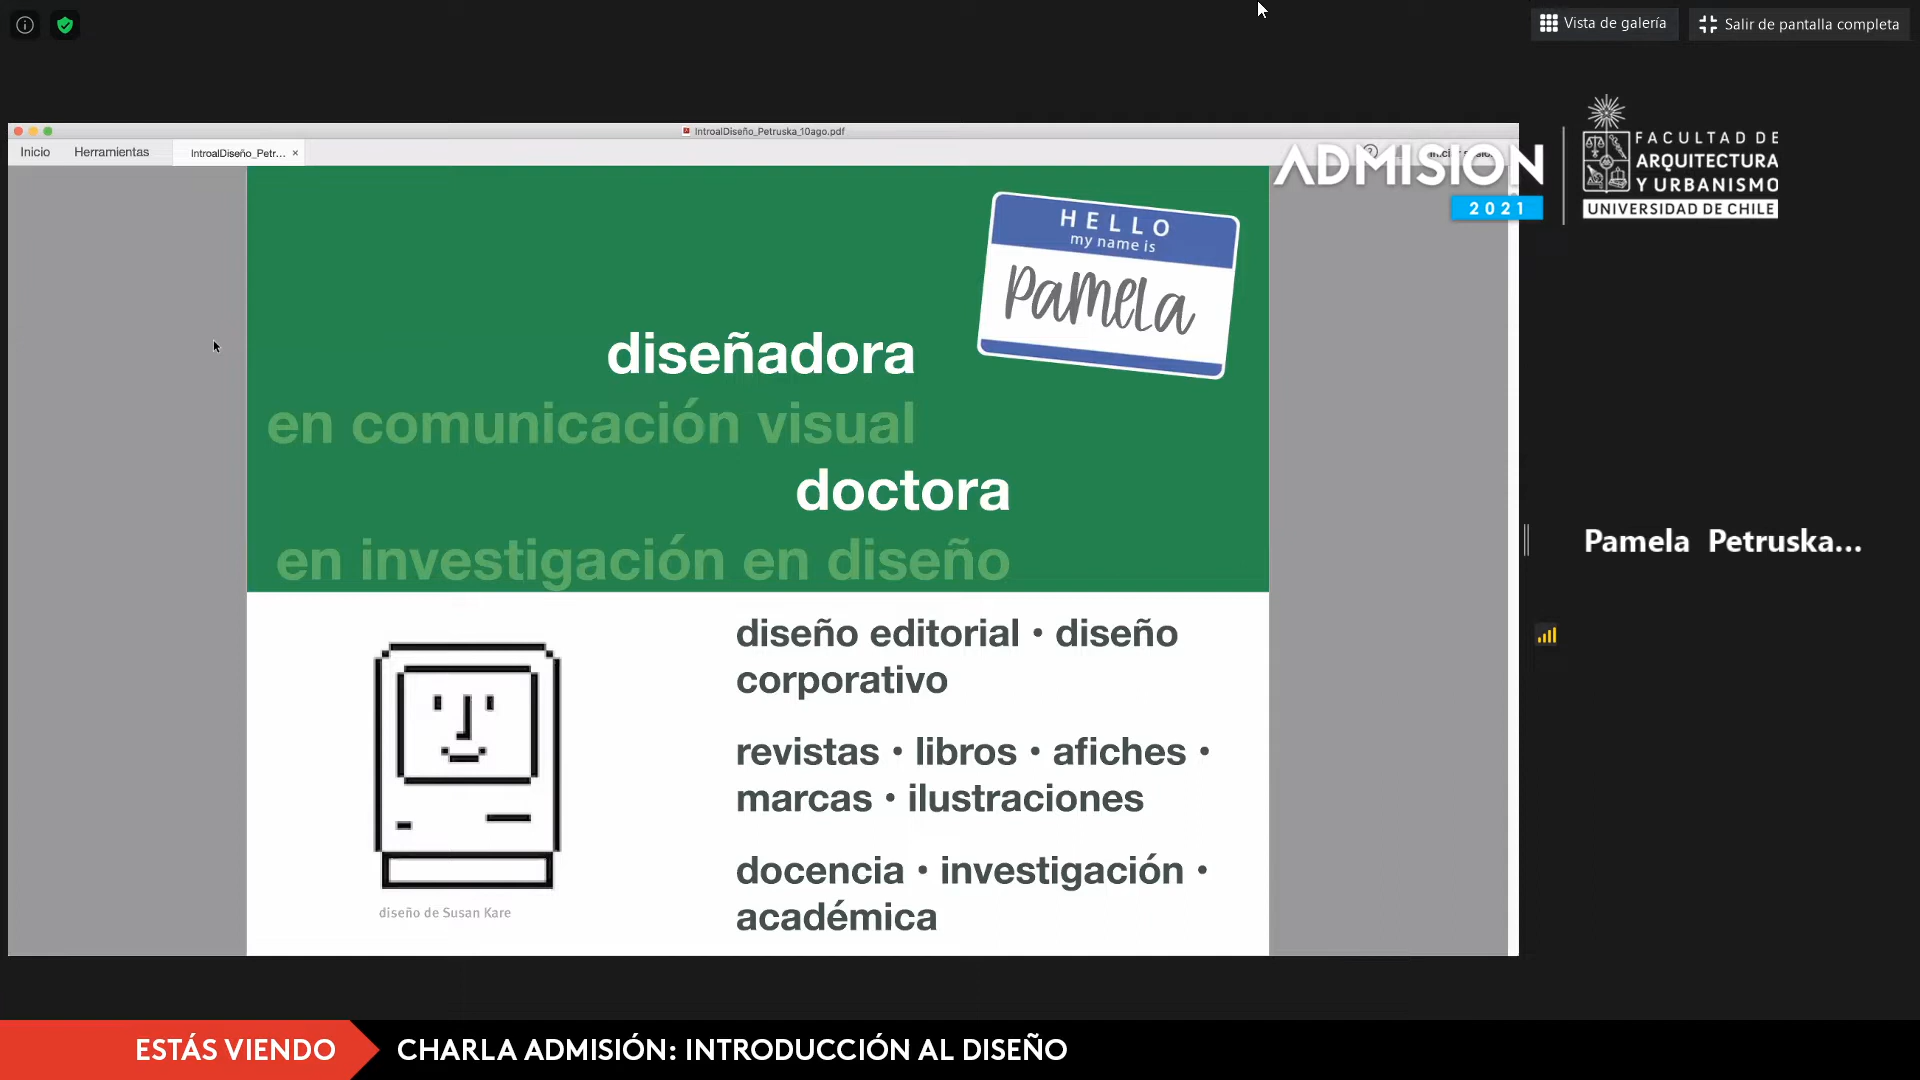 Vista de galería
Salir de pantalla completa
IntroalDiseño_Petruska_10ago.pdf
Inicio
Herramientas
IntroalDiseño_Petr... ×
ADMISION
2021
FACULTAD DE
ARQUITECTURA
Y URBANISMO
UNIVERSIDAD DE CHILE
HELLO
my name is
Pamela
diseñadora
en comunicación visual
doctora
en investigación en diseño
Pamela Petruska...
diseño editorial • diseño
corporativo
revistas • libros • afiches •
marcas • ilustraciones
docencia • investigación •
académica
diseño de Susan Kare
ESTÁS VIENDO
CHARLA ADMISIÓN: INTRODUCCIÓN AL DISEÑO